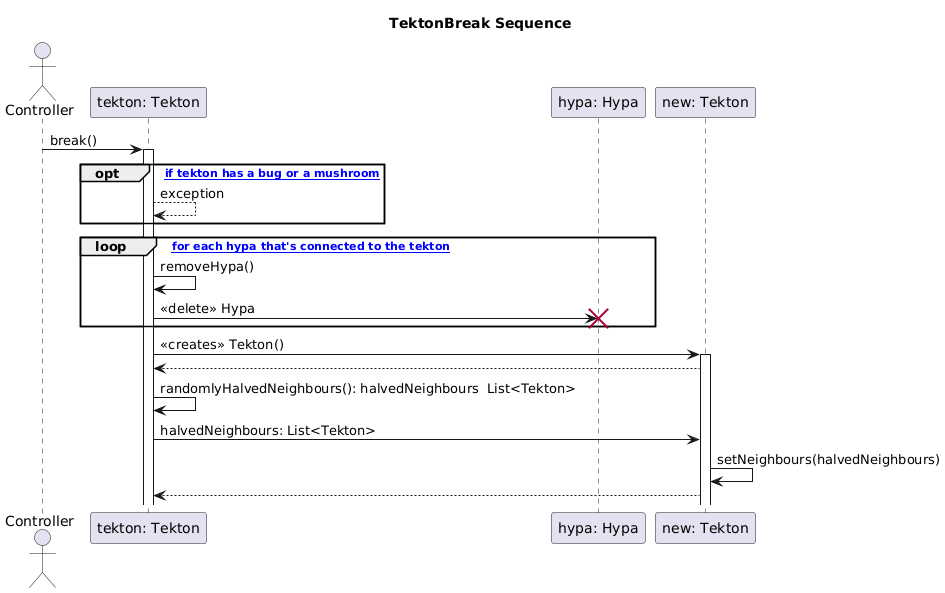 TektonBreak Sequence
Controller
tekton: Tekton
hypa: Hypa
new: Tekton
break()
opt
if tekton has a bug or a mushroom
exception
loop
for each hypa that's connected to the tekton
removeHypa()
«delete» Hypa
«creates» Tekton()
randomlyHalvedNeighbours(): halvedNeighbours  List<Tekton>
halvedNeighbours: List<Tekton>
setNeighbours(halvedNeighbours)
Controller
tekton: Tekton
hypa: Hypa
new: Tekton